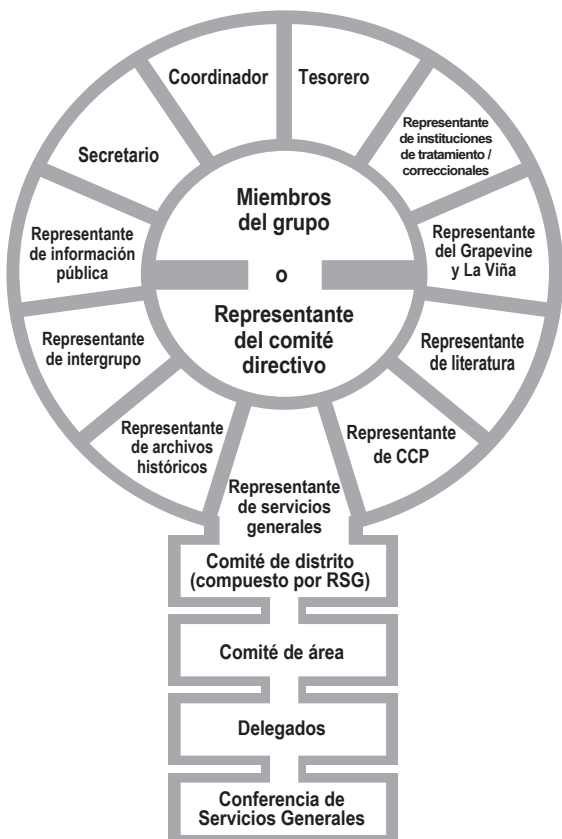 Coordinador
Tesorero
Secretario
Representante
de instituciones
de tratamiento /
correccionales
Representante
de información
pública
Miembros
del grupo
o
Representante
del comité
directivo
Representante
del Grapevine
y La Viña
Representante
de intergrupo
Representante
de literatura
Representante
de archivos
históricos
Representante
de CCP
Representante
de servicios
generales
Comité de distrito
(compuesto por RSG)
Comité de área
Delegados
Conferencia de
Servicios Generales